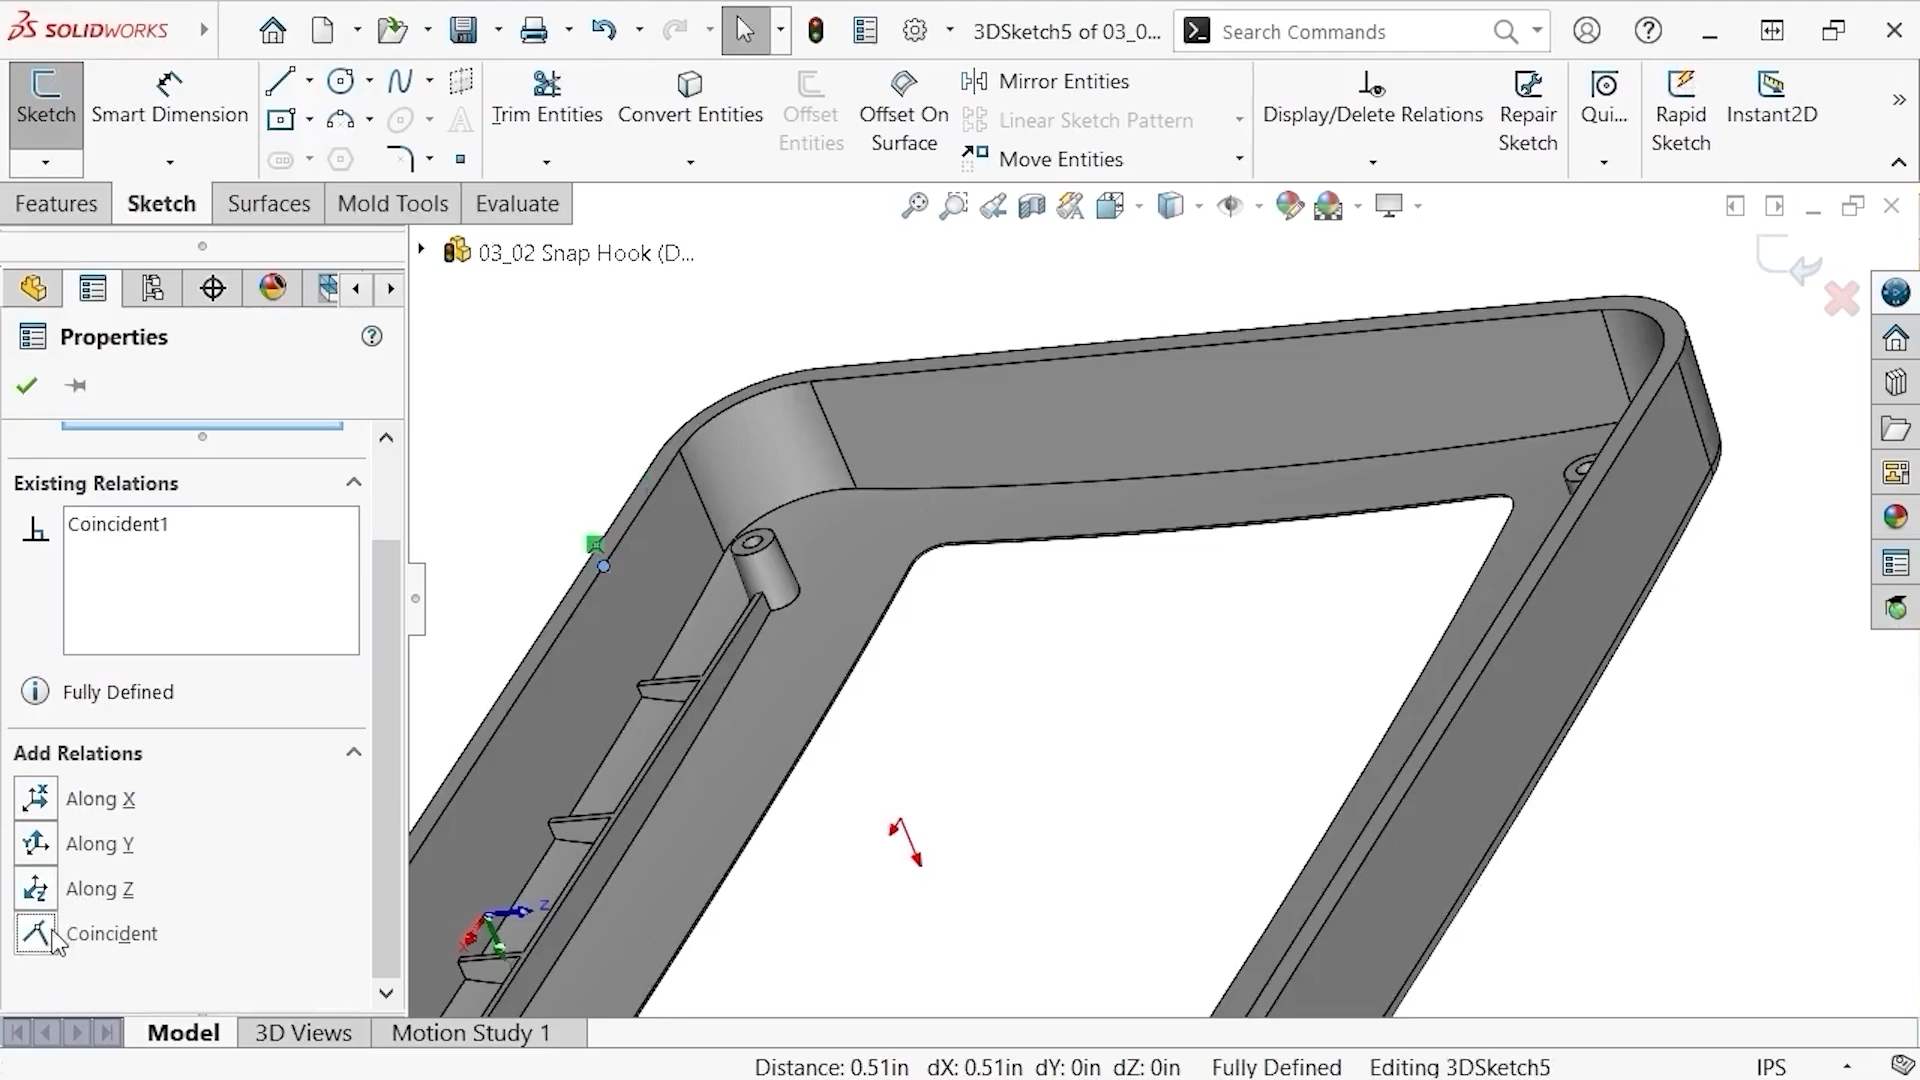 SOLIDWORKS
3DSketch5 of 03_0...
Search Commands
Sketch
Smart Dimension
Trim Entities
Convert Entities
Offset
Entities
Offset On
Surface
Mirror Entities
Linear Sketch Pattern
Move Entities
Display/Delete Relations
Repair
Sketch
Qui...
Rapid
Sketch
Instant2D
Features
Sketch
Surfaces
Mold Tools
Evaluate
03_02 Snap Hook (D...
Properties
Existing Relations
Coincident1
Fully Defined
Add Relations
Along X
Along Y
Along Z
Coincident
Z
X
Model
3D Views
Motion Study 1
Distance: 0.51in dX: 0.51in dY: 0in dZ: 0in
Fully Defined
Editing 3DSketch5
IPS